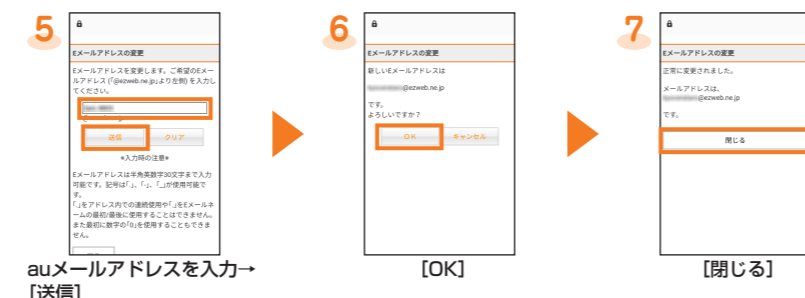 5
Eメールアドレスの変更
Eメールアドレスを変更します。ご希望のEメー
ルアドレス (「@ezweb.ne.jp」より左側) を入力し
てください。
送信 クリア
※入力時の注意※
Eメールアドレスは半角英数字30文字まで入力
可能です。記号は「.」、「-」、「_」が使用可能で
す。
「.」をアドレス内での連続使用や「.」をEメールネ
ームの最初/最後に使用することはできません。
また最初に数字の「0」を使用することもできま
せん。
auメールアドレスを入力→
[送信]
6
Eメールアドレスの変更
新しいEメールアドレスは
@ezweb.ne.jp
です。
よろしいですか？
OK キャンセル
[OK]
7
Eメールアドレスの変更
正常に変更されました。
メールアドレスは、
@ezweb.ne.jp
です。
閉じる
[閉じる]